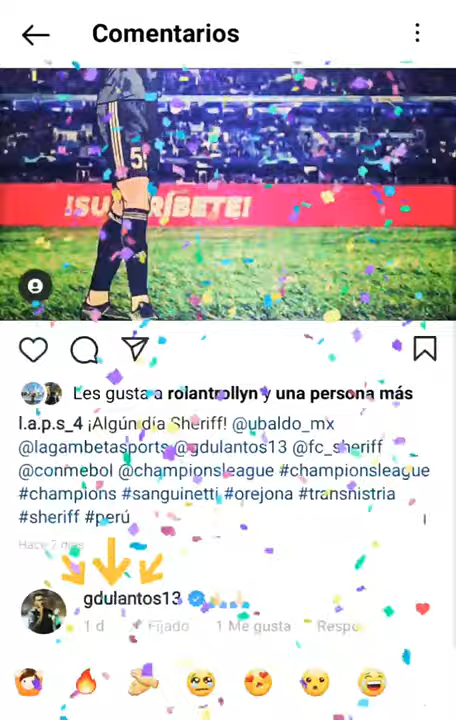 Comentarios
5
¡SUSCRÍBETE!
Les gusta a rolantrollyn y una persona más
l.a.p.s_4 ¡Algún día Sheriff! @ubaldo_mx
@lagambetasports @gdulantos13 @fc_sheriff
@conmebol @championsleague #championsleague
#champions #sanguinetti #orejona #transnistria
#sheriff #perú
gdulantos13
1 d Fijado 1 Me gusta